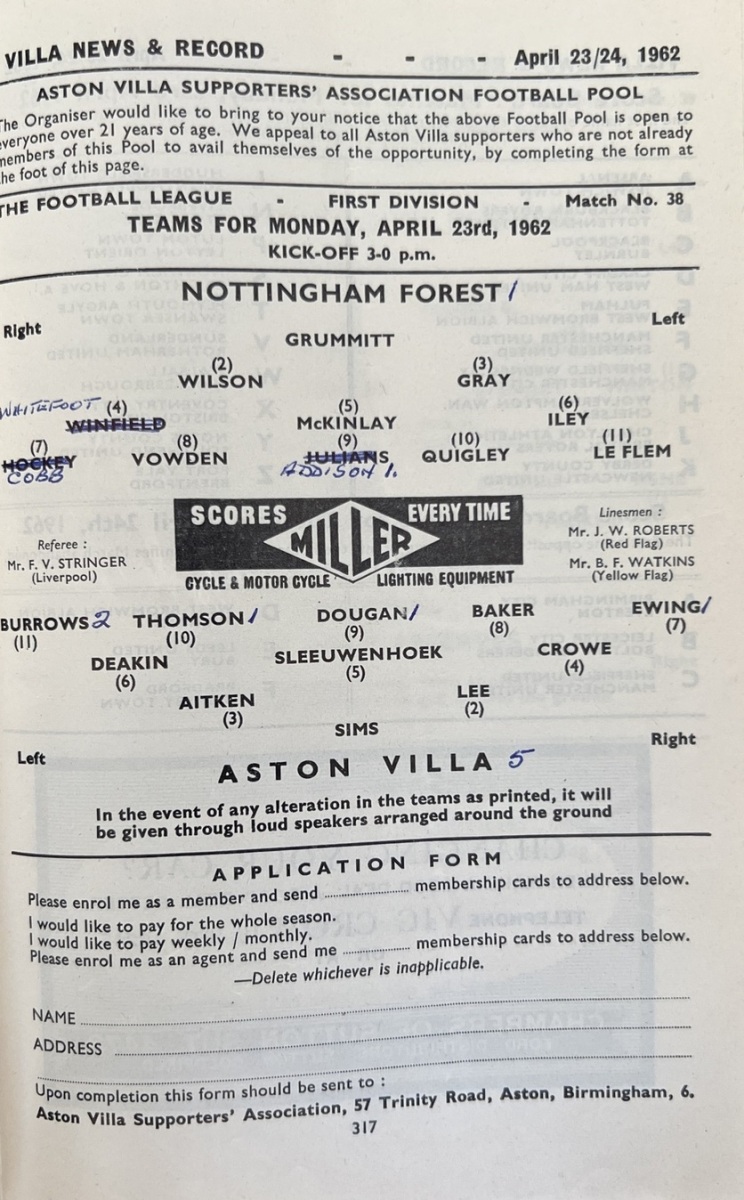 VILLA NEWS & RECORD - - - April 23/24, 1962
ASTON VILLA SUPPORTERS' ASSOCIATION FOOTBALL POOL
The Organiser would like to bring to your notice that the above Football Pool is open to
everyone over 21 years of age. We appeal to all Aston Villa supporters who are not already
members of this Pool to avail themselves of the opportunity, by completing the form at
the foot of this page.
THE FOOTBALL LEAGUE - FIRST DIVISION - Match No. 38
TEAMS FOR MONDAY, APRIL 23rd, 1962
KICK-OFF 3-0 p.m.
NOTTINGHAM FOREST 1
Right Left
GRUMMITT
(2) (3)
WILSON GRAY
WHITEFOOT (4) (5) (6)
WINFIELD McKINLAY ILEY
(7) (8) (9) (10) (11)
HOCKEY VOWDEN JULIANS QUIGLEY LE FLEM
COBB ADDISON 1.
SCORES MILLER EVERY TIME
CYCLE & MOTOR CYCLE LIGHTING EQUIPMENT
Referee :
Mr. F. V. STRINGER
(Liverpool)
Linesmen :
Mr. J. W. ROBERTS
(Red Flag)
Mr. B. F. WATKINS
(Yellow Flag)
BURROWS 2 THOMSON 1 DOUGAN 1 BAKER EWING 1
(11) (10) (9) (8) (7)
DEAKIN SLEEUWENHOEK CROWE
(6) (5) (4)
AITKEN LEE
(3) (2)
SIMS
Left Right
ASTON VILLA 5
In the event of any alteration in the teams as printed, it will
be given through loud speakers arranged around the ground
APPLICATION FORM
Please enrol me as a member and send .................... membership cards to address below.
I would like to pay for the whole season.
I would like to pay weekly / monthly.
Please enrol me as an agent and send me .................... membership cards to address below.
—Delete whichever is inapplicable.
NAME
ADDRESS
Upon completion this form should be sent to :
Aston Villa Supporters' Association, 57 Trinity Road, Aston, Birmingham, 6.
317